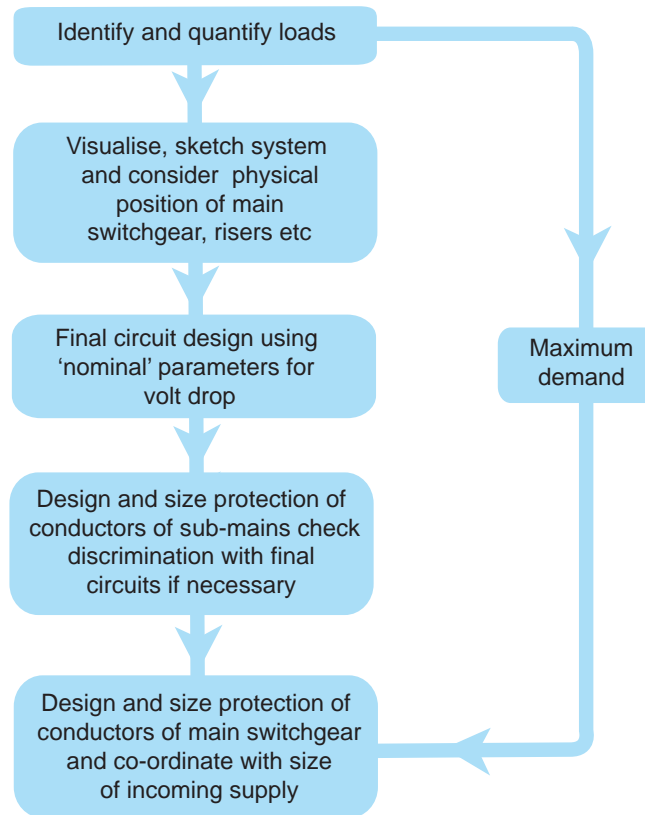 Identify and quantify loads
Visualise, sketch system
and consider physical
position of main
switchgear, risers etc
Final circuit design using
‘nominal’ parameters for
volt drop
Maximum
demand
Design and size protection of
conductors of sub-mains check
discrimination with final
circuits if necessary
Design and size protection of
conductors of main switchgear
and co-ordinate with size
of incoming supply